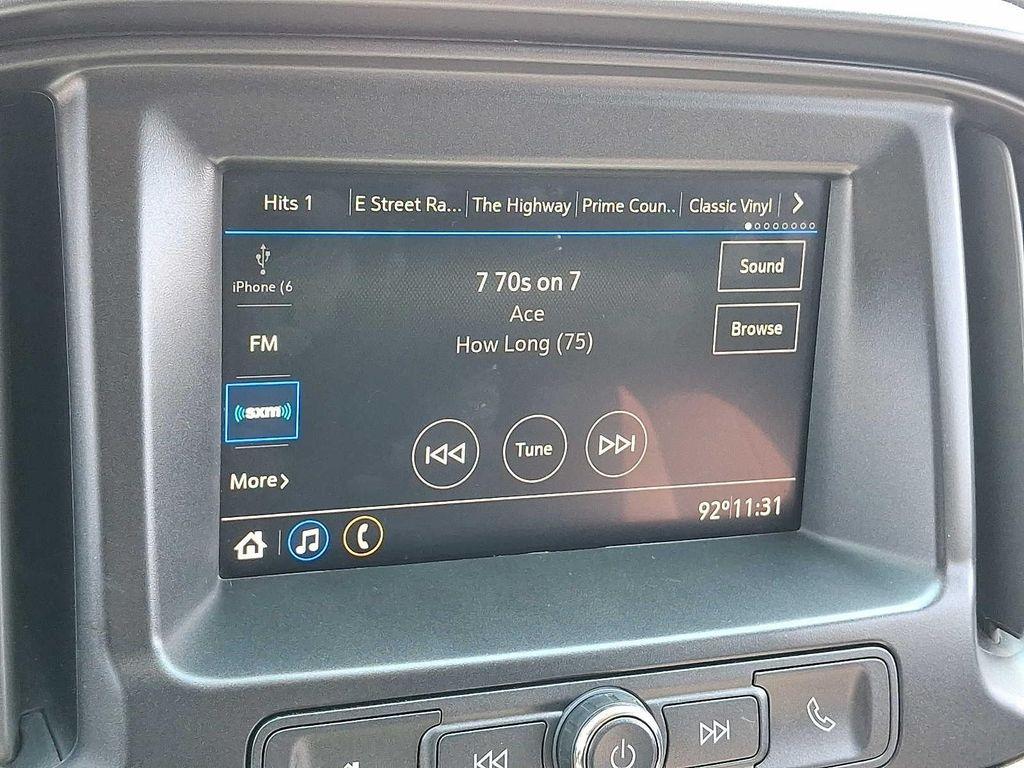 Hits 1
E Street Ra...
The Highway
Prime Coun..
Classic Vinyl
iPhone (6
FM
sxm
More
7 70s on 7
Ace
How Long (75)
Sound
Browse
Tune
92° 11:31